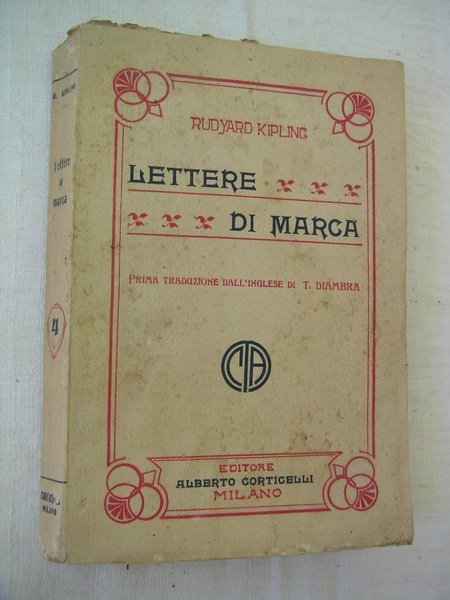 RUDYARD KIPLING
LETTERE
DI MARCA
PRIMA TRADUZIONE DALL'INGLESE DI T. DIAMBRA
EDITORE
ALBERTO CORTICELLI
MILANO
R. KIPLING
Lettere
di
marca
4
MILANO